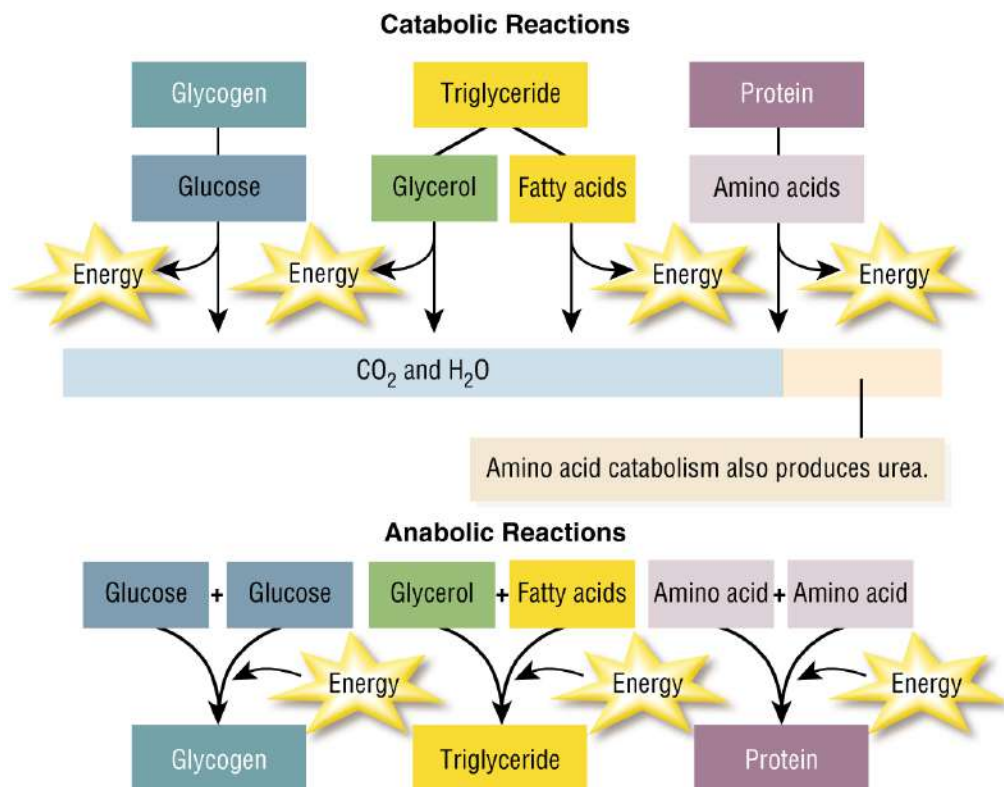 Catabolic Reactions
Glycogen
Triglyceride
Protein
Glucose
Glycerol
Fatty acids
Amino acids
Energy
Energy
Energy
Energy
CO₂ and H₂O
Amino acid catabolism also produces urea.
Anabolic Reactions
Glucose + Glucose
Glycerol + Fatty acids
Amino acid + Amino acid
Energy
Energy
Energy
Glycogen
Triglyceride
Protein